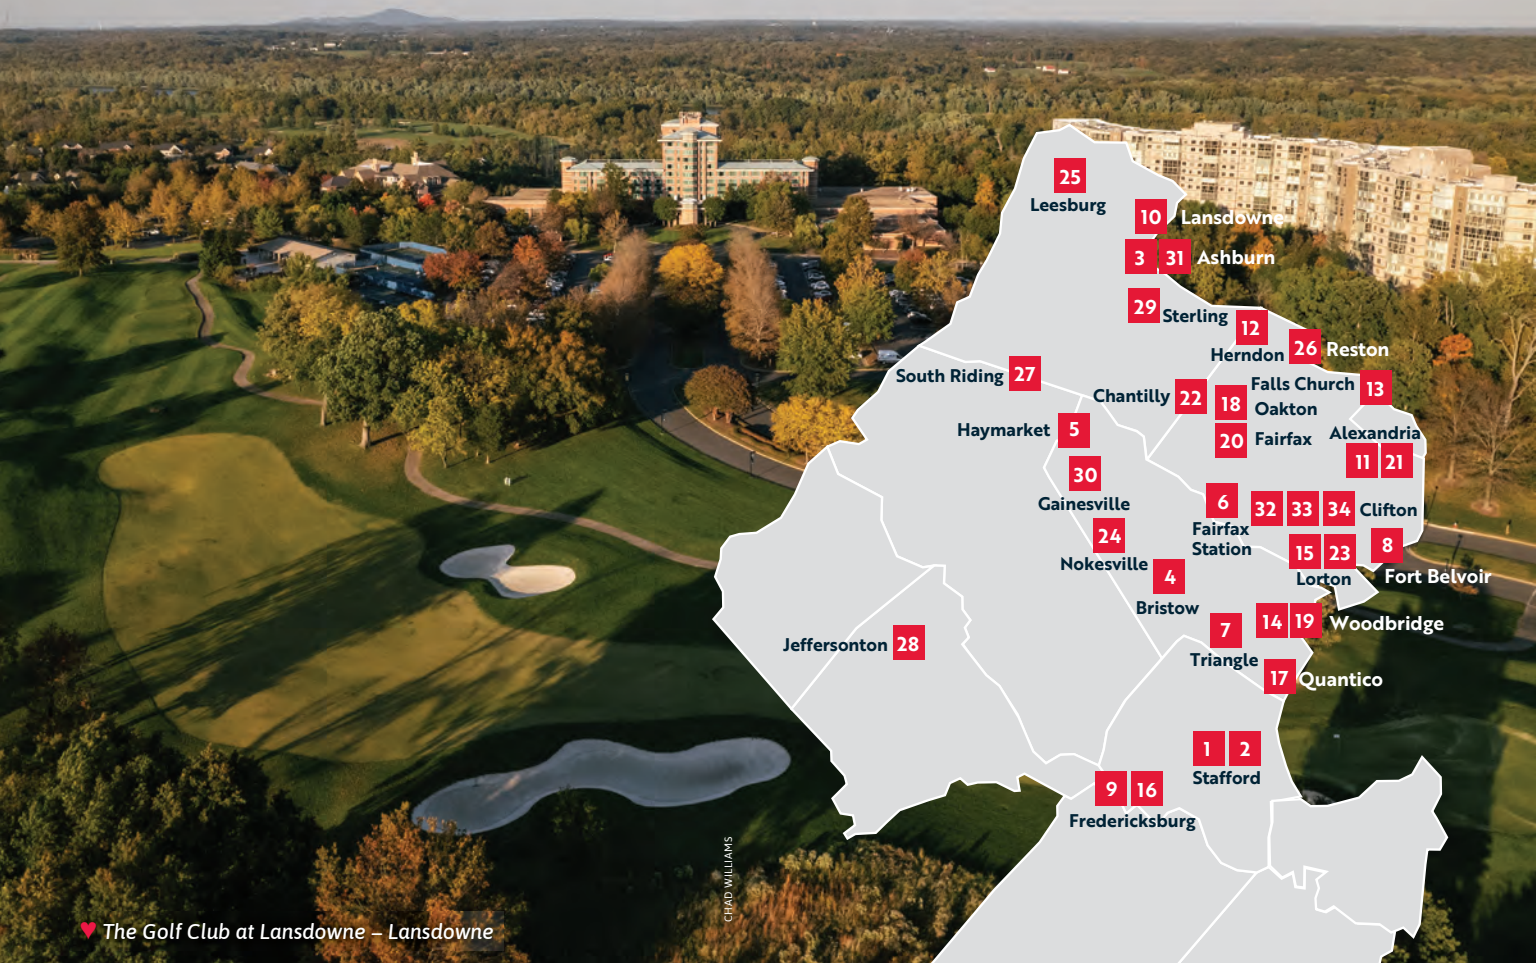 25
Leesburg
10 Lansdowne
3 31 Ashburn
29 Sterling
12
Herndon
26 Reston
South Riding 27
Falls Church 13
Chantilly 22
18 Oakton
Haymarket 5
20 Fairfax
Alexandria
11 21
30
Gainesville
6
Fairfax
Station
32 33 34 Clifton
24
Nokesville
15 23
Lorton
8
Fort Belvoir
4
Bristow
14 19 Woodbridge
7
Triangle
Jeffersonton 28
17 Quantico
1 2
Stafford
9 16
Fredericksburg
CHAD WILLIAMS
♥ The Golf Club at Lansdowne – Lansdowne